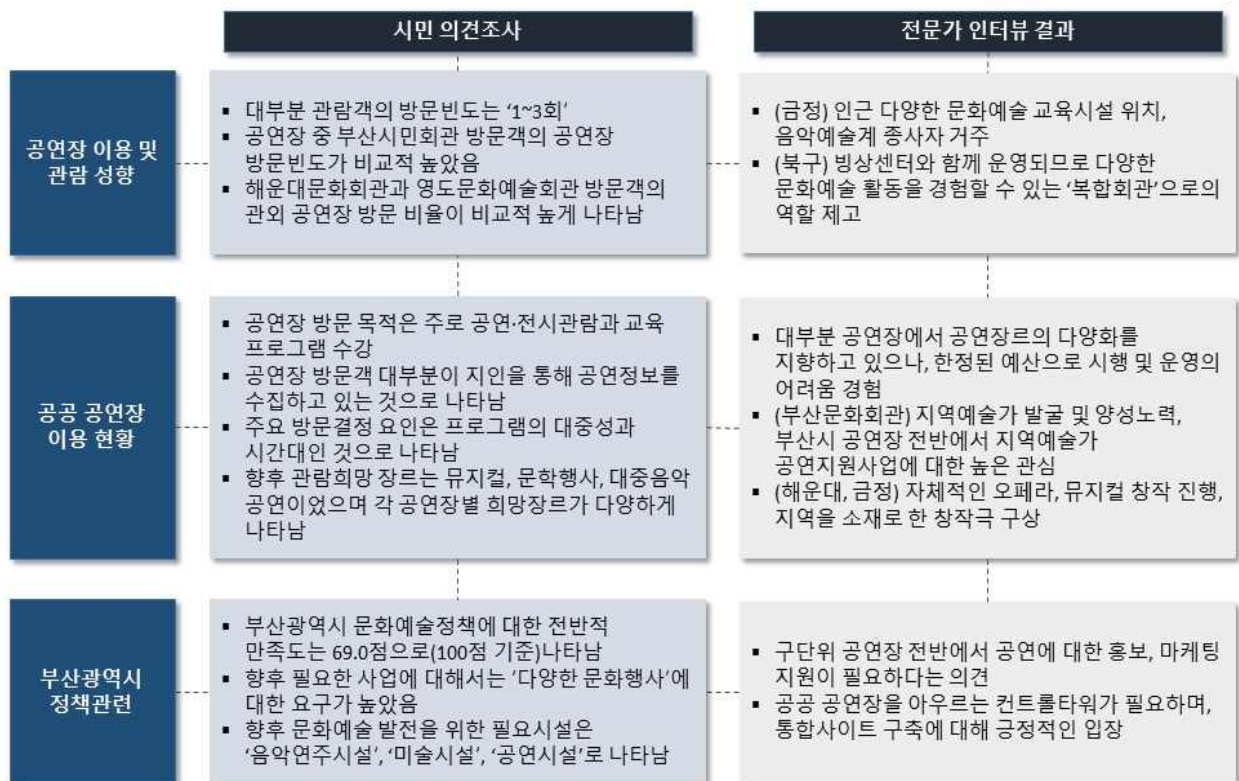 시민 의견조사
전문가 인터뷰 결과
공연장 이용 및
관람 성향
▪ 대부분 관람객의 방문빈도는 ‘1~3회’
▪ 공연장 중 부산시민회관 방문객의 공연장
방문빈도가 비교적 높았음
▪ 해운대문화회관과 영도문화예술회관 방문객의
관외 공연장 방문 비율이 비교적 높게 나타남
▪ (금정) 인근 다양한 문화예술 교육시설 위치,
음악예술계 종사자 거주
▪ (북구) 빙상센터와 함께 운영되므로 다양한
문화예술 활동을 경험할 수 있는 ‘복합회관’으로의
역할 제고
공공 공연장
이용 현황
▪ 공연장 방문 목적은 주로 공연·전시관람과 교육
프로그램 수강
▪ 공연장 방문객 대부분이 지인을 통해 공연정보를
수집하고 있는 것으로 나타남
▪ 주요 방문결정 요인은 프로그램의 대중성과
시간대인 것으로 나타남
▪ 향후 관람희망 장르는 뮤지컬, 문학행사, 대중음악
공연이었으며 각 공연장별 희망장르가 다양하게
나타남
▪ 대부분 공연장에서 공연장르의 다양화를
지향하고 있으나, 한정된 예산으로 시행 및 운영의
어려움 경험
▪ (부산문화회관) 지역예술가 발굴 및 양성노력,
부산시 공연장 전반에서 지역예술가
공연지원사업에 대한 높은 관심
▪ (해운대, 금정) 자체적인 오페라, 뮤지컬 창작 진행,
지역을 소재로 한 창작극 구상
부산광역시
정책관련
▪ 부산광역시 문화예술정책에 대한 전반적
만족도는 69.0점으로(100점 기준)나타남
▪ 향후 필요한 사업에 대해서는 ‘다양한 문화행사’에
대한 요구가 높았음
▪ 향후 문화예술 발전을 위한 필요시설은
‘음악연주시설’, ‘미술시설’, ‘공연시설’로 나타남
▪ 구단위 공연장 전반에서 공연에 대한 홍보, 마케팅
지원이 필요하다는 의견
▪ 공공 공연장을 아우르는 컨트롤타워가 필요하며,
통합사이트 구축에 대해 긍정적인 입장